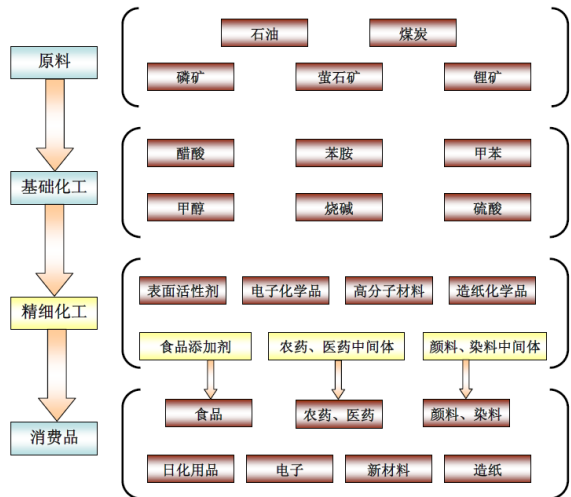 石油
煤炭
原料
磷矿
萤石矿
锂矿
醋酸
苯胺
甲苯
基础化工
甲醇
烧碱
硫酸
表面活性剂
电子化学品
高分子材料
造纸化学品
精细化工
食品添加剂
农药、医药中间体
颜料、染料中间体
食品
农药、医药
颜料、染料
消费品
日化用品
电子
新材料
造纸